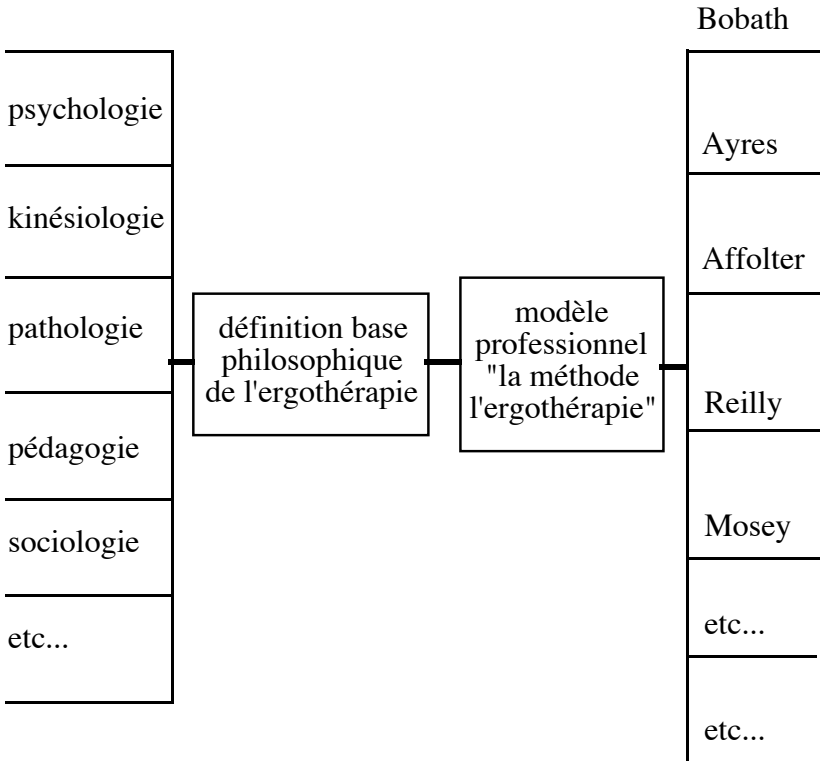 psychologie
kinésiologie
pathologie
pédagogie
sociologie
etc...
définition base
philosophique
de l'ergothérapie
modèle
professionnel
"la méthode
l'ergothérapie"
Bobath
Ayres
Affolter
Reilly
Mosey
etc...
etc...